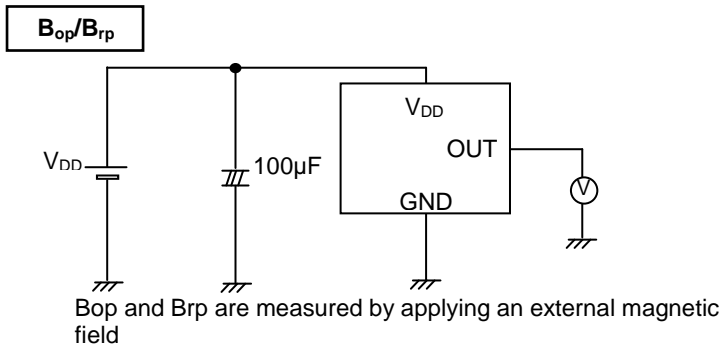 Bop/Brp
VDD
OUT
VDD
100µF
GND
V
Bop and Brp are measured by applying an external magnetic
field